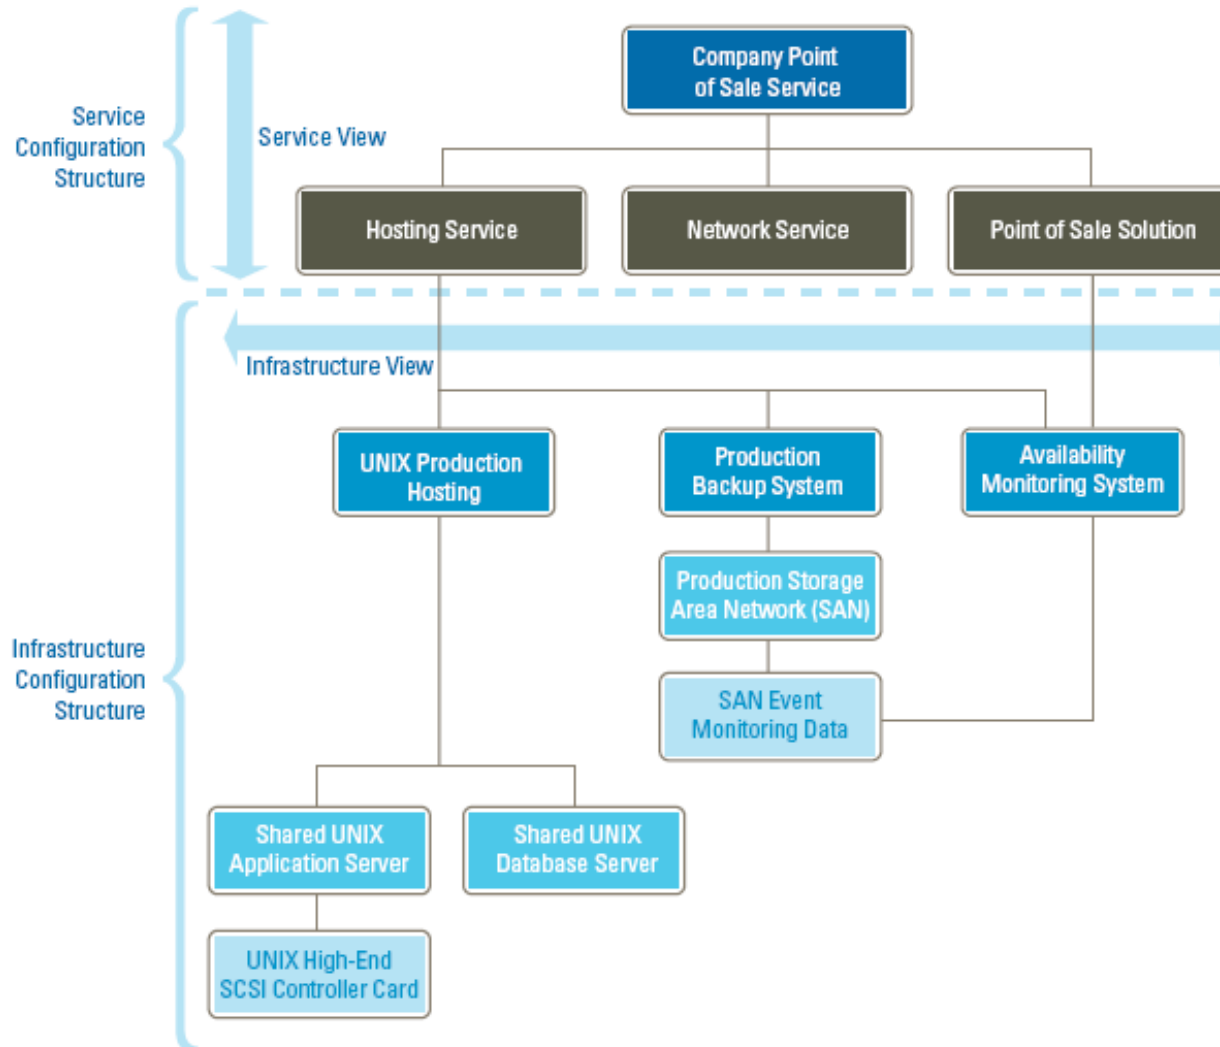 Company Point
of Sale Service
Service
Configuration
Structure
Service View
Hosting Service
Network Service
Point of Sale Solution
Infrastructure View
UNIX Production
Hosting
Production
Backup System
Availability
Monitoring System
Production Storage
Area Network (SAN)
Infrastructure
Configuration
Structure
SAN Event
Monitoring Data
Shared UNIX
Application Server
Shared UNIX
Database Server
UNIX High-End
SCSI Controller Card